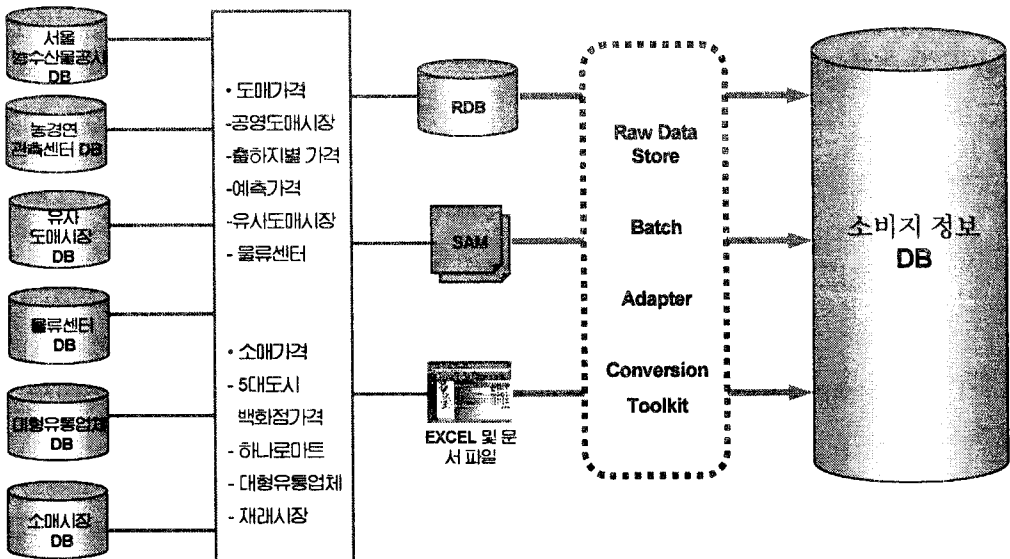 서울
농수산물공사
DB
농경연
관측센터 DB
유사
도매시장
DB
물류센터
DB
대형유통업체
DB
소매시장
DB
• 도매가격
-공영도매시장
-출하지별 가격
-예측가격
-유사도매시장
- 물류센터
• 소매가격
- 5대도시
백화점가격
- 하나로마트
- 대형유통업체
- 재래시장
RDB
SAM
EXCEL 및 문
서 파일
Raw Data
Store
Batch
Adapter
Conversion
Toolkit
소비지 정보
DB